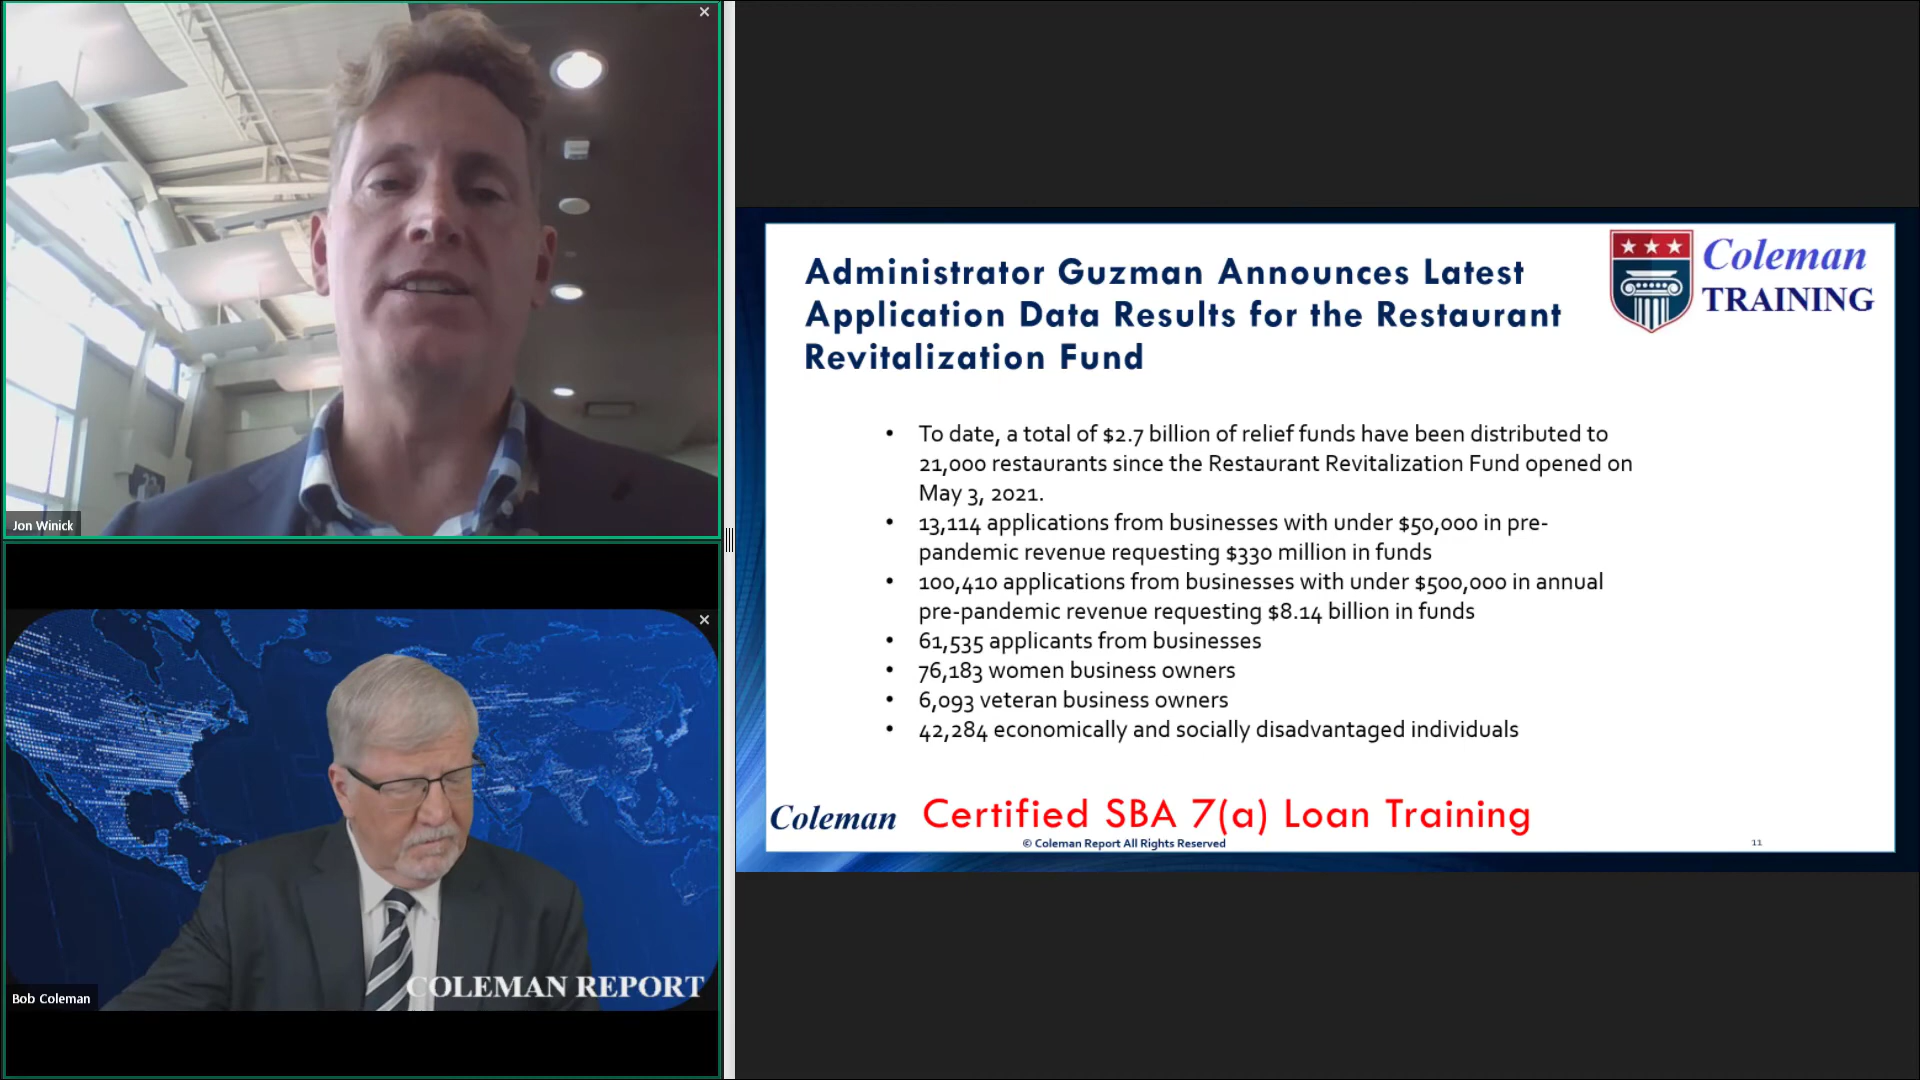 Jon Winick
Bob Coleman
COLEMAN REPORT
Coleman
TRAINING
Administrator Guzman Announces Latest
Application Data Results for the Restaurant
Revitalization Fund
• To date, a total of $2.7 billion of relief funds have been distributed to
21,000 restaurants since the Restaurant Revitalization Fund opened on
May 3, 2021.
• 13,114 applications from businesses with under $50,000 in pre-
pandemic revenue requesting $330 million in funds
• 100,410 applications from businesses with under $500,000 in annual
pre-pandemic revenue requesting $8.14 billion in funds
• 61,535 applicants from businesses
• 76,183 women business owners
• 6,093 veteran business owners
• 42,284 economically and socially disadvantaged individuals
Coleman Certified SBA 7(a) Loan Training
© Coleman Report All Rights Reserved
11